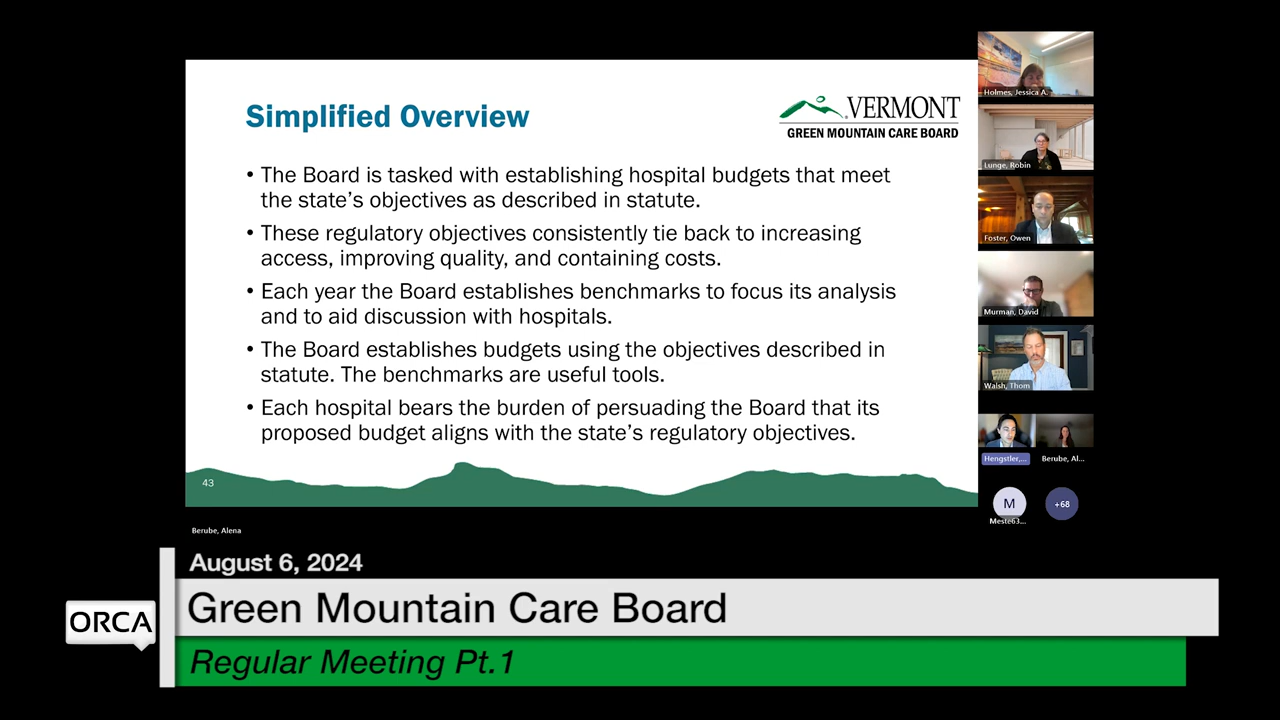 Simplified Overview
VERMONT
GREEN MOUNTAIN CARE BOARD
• The Board is tasked with establishing hospital budgets that meet
the state's objectives as described in statute.
• These regulatory objectives consistently tie back to increasing
access, improving quality, and containing costs.
• Each year the Board establishes benchmarks to focus its analysis
and to aid discussion with hospitals.
• The Board establishes budgets using the objectives described in
statute. The benchmarks are useful tools.
• Each hospital bears the burden of persuading the Board that its
proposed budget aligns with the state's regulatory objectives.
43
Holmes, Jessica A.
Lunge, Robin
Foster, Owen
Murman, David
Walsh, Thom
Hengstler,...
Berube, Al...
M
+68
Meste63...
Berube, Alena
August 6, 2024
Green Mountain Care Board
ORCA
Regular Meeting Pt.1